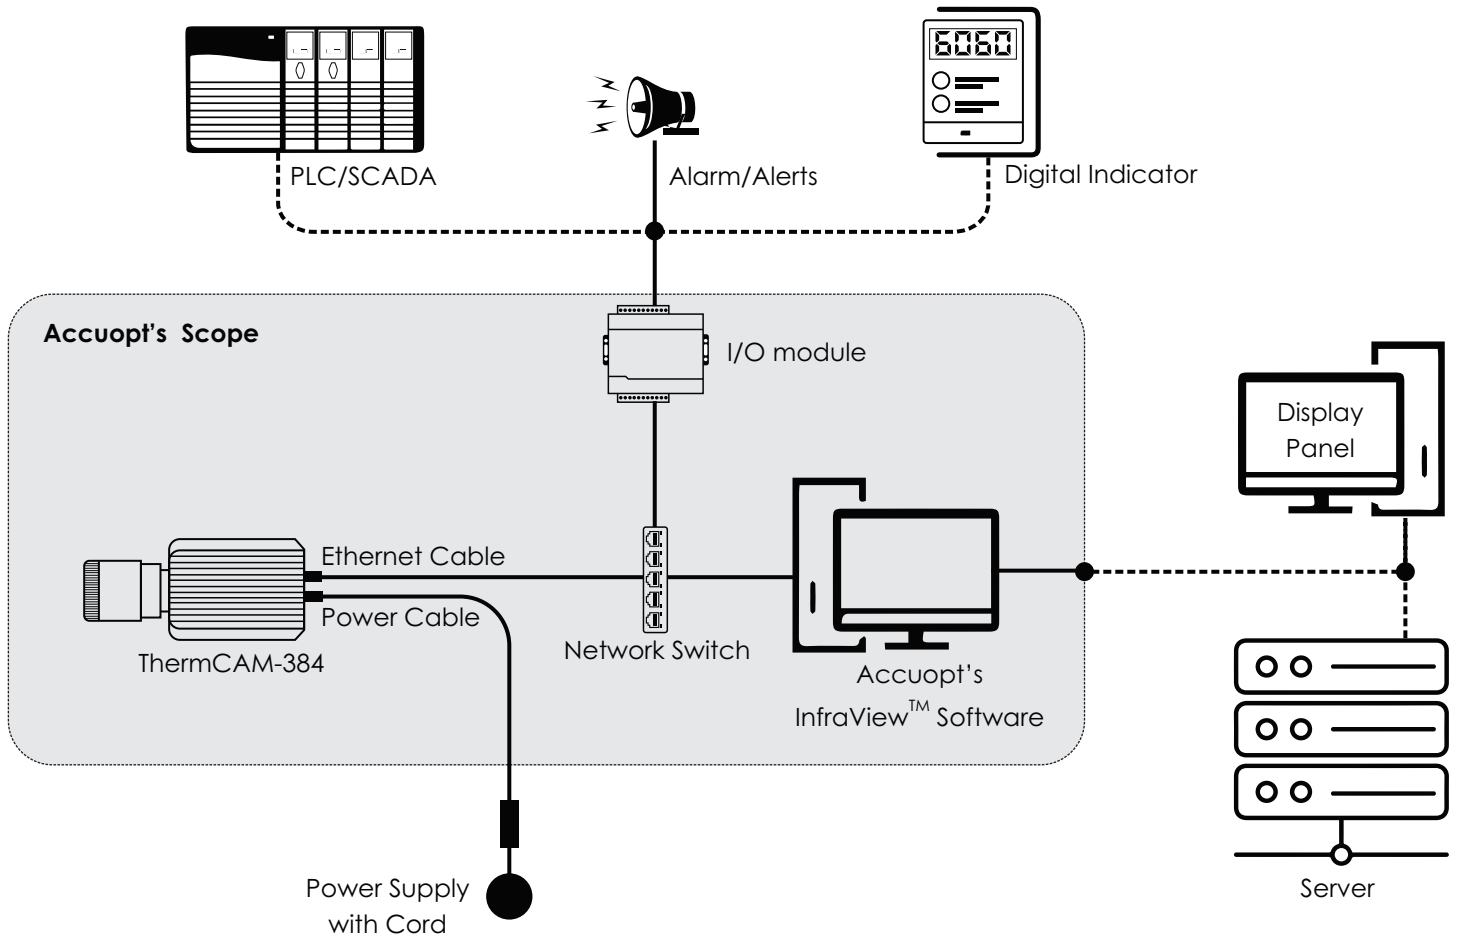 6060
PLC/SCADA
Alarm/Alerts
Digital Indicator
Accuopt’s Scope
I/O module
Display
Panel
Ethernet Cable
Power Cable
ThermCAM-384
Network Switch
Accuopt’s
InfraView™ Software
Power Supply
with Cord
Server